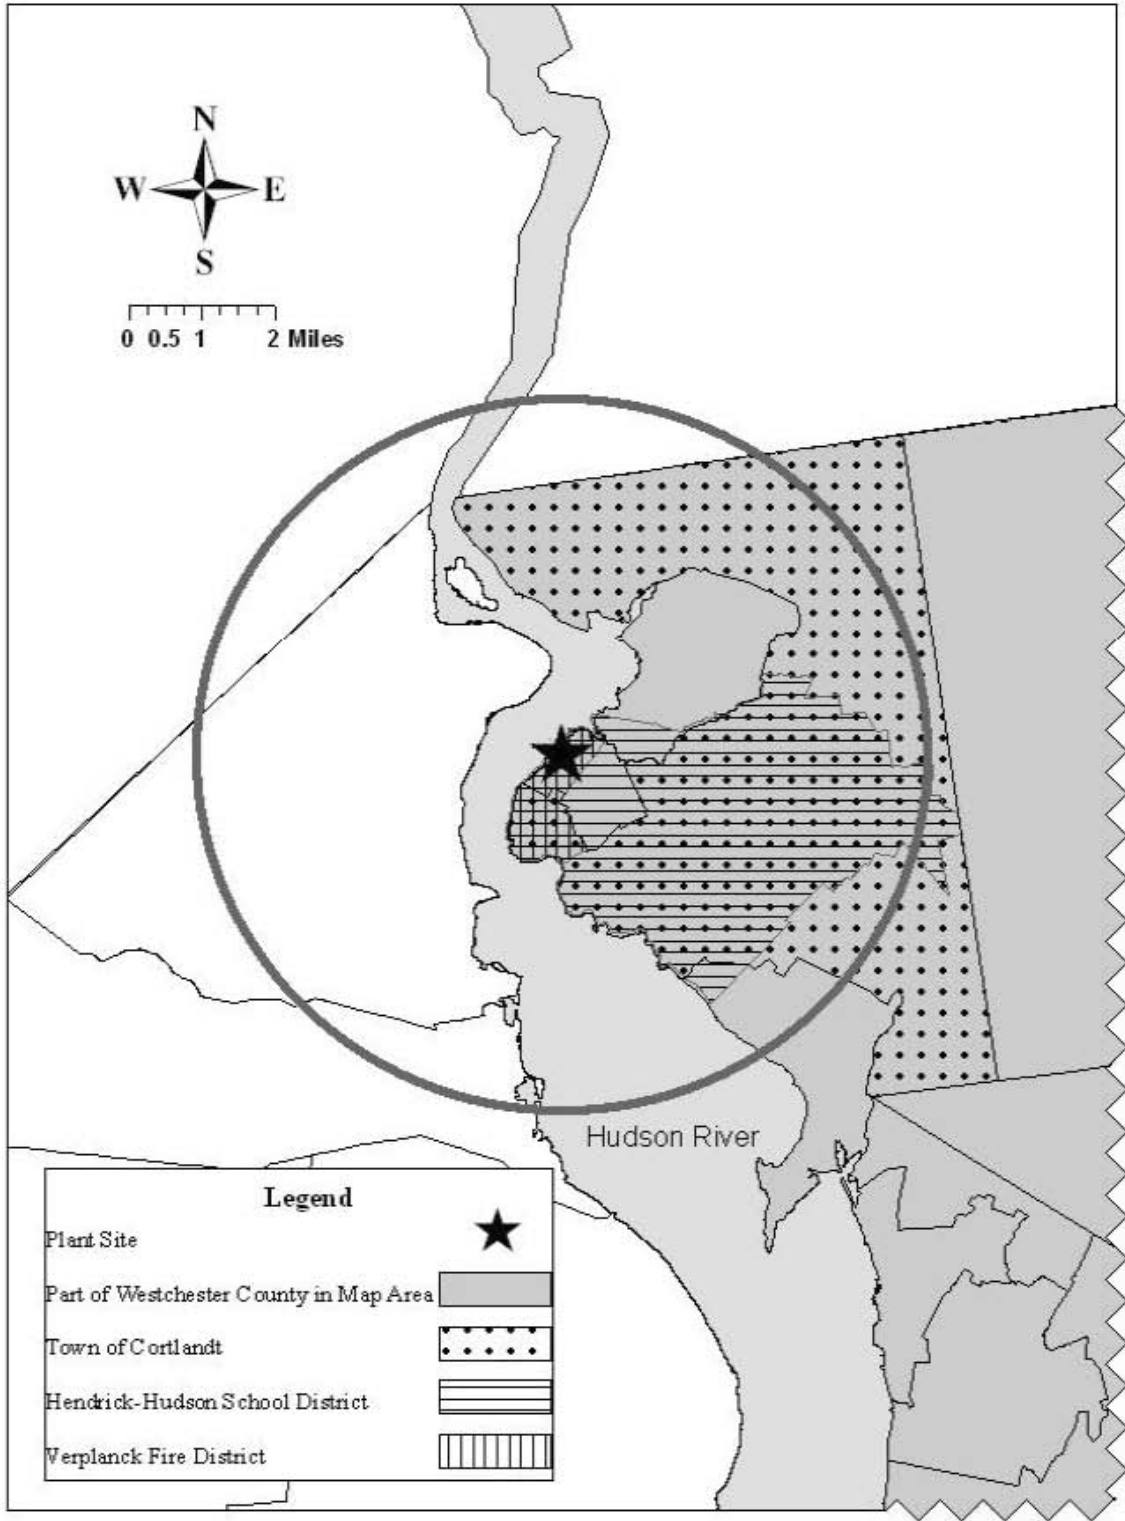 N
W E
S
0 0.5 1 2 Miles
Hudson River
Legend
Plant Site
Part of Westchester County in Map Area
Town of Cortlandt
Hendrick-Hudson School District
Verplanck Fire District